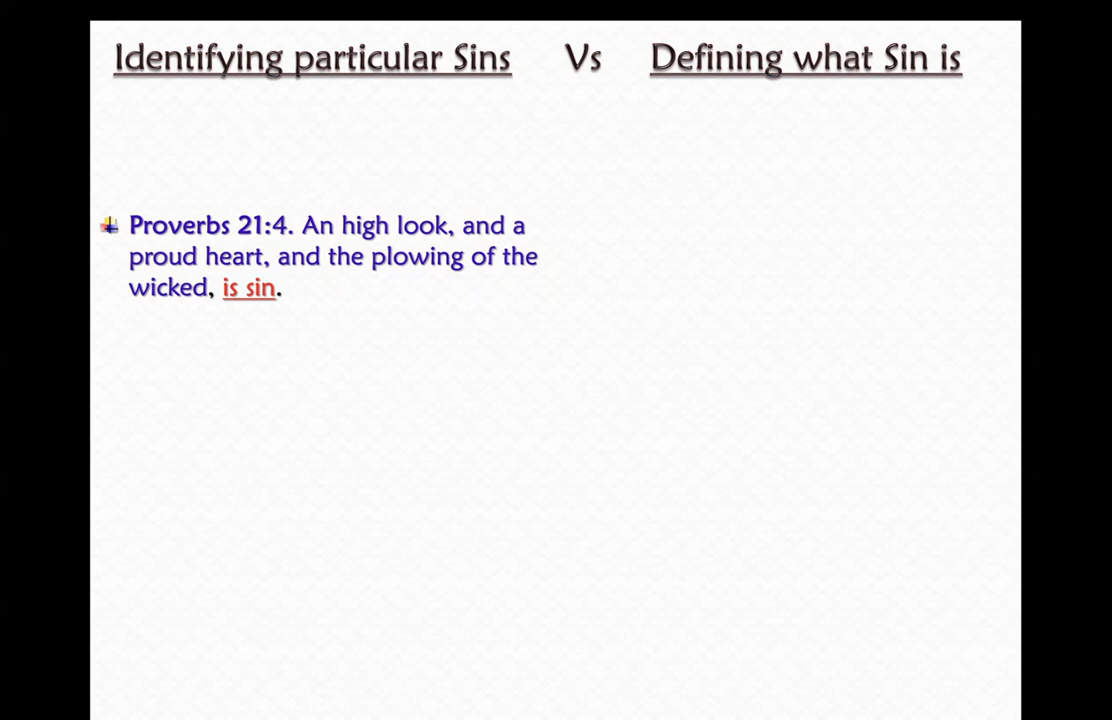 Identifying particular Sins Vs Defining what Sin is
Proverbs 21:4. An high look, and a
proud heart, and the plowing of the
wicked, is sin.